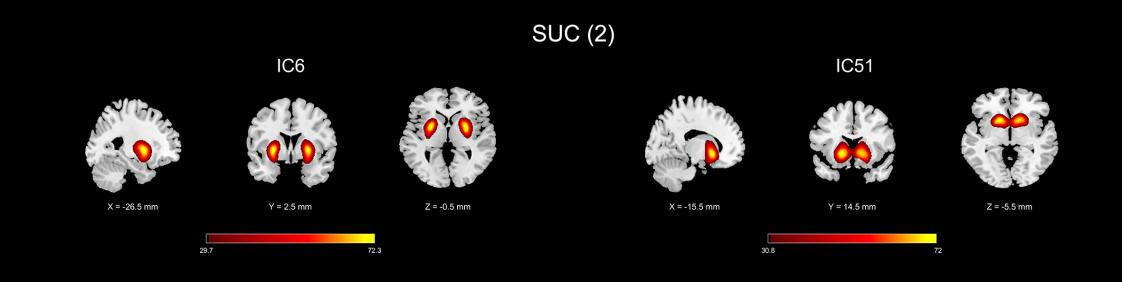 SUC (2)
IC6
IC51
X = -26.5 mm
Y = 2.5 mm
Z = -0.5 mm
X = -15.5 mm
Y = 14.5 mm
Z = -5.5 mm
29.7
72.3
30.8
72